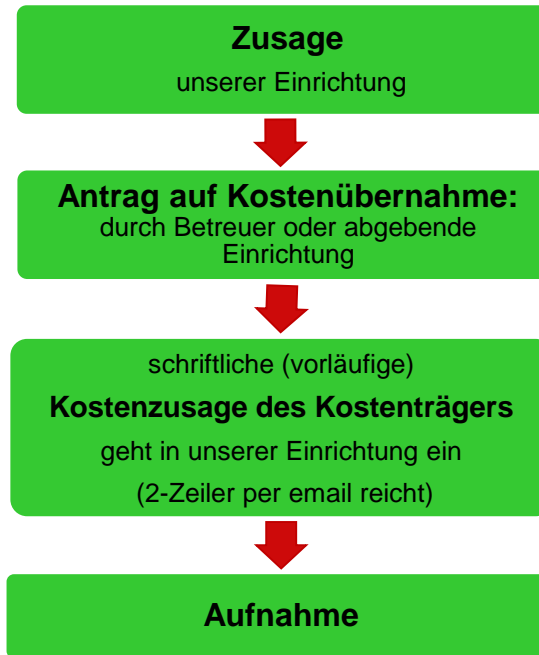 Zusage
unserer Einrichtung
Antrag auf Kostenübernahme:
durch Betreuer oder abgebende
Einrichtung
schriftliche (vorläufige)
Kostenzusage des Kostenträgers
geht in unserer Einrichtung ein
(2-Zeiler per email reicht)
Aufnahme